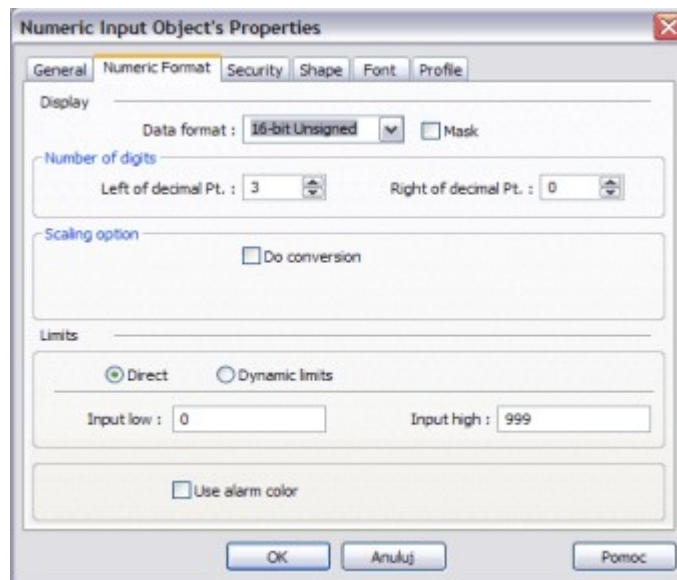 Numeric Input Object's Properties
General Numeric Format Security Shape Font Profile
Display
Data format : 16-bit Unsigned Mask
Number of digits
Left of decimal Pt. : 3 Right of decimal Pt. : 0
Scaling option
Do conversion
Limits
Direct Dynamic limits
Input low : 0 Input high : 999
Use alarm color
OK Anuluj Pomoc